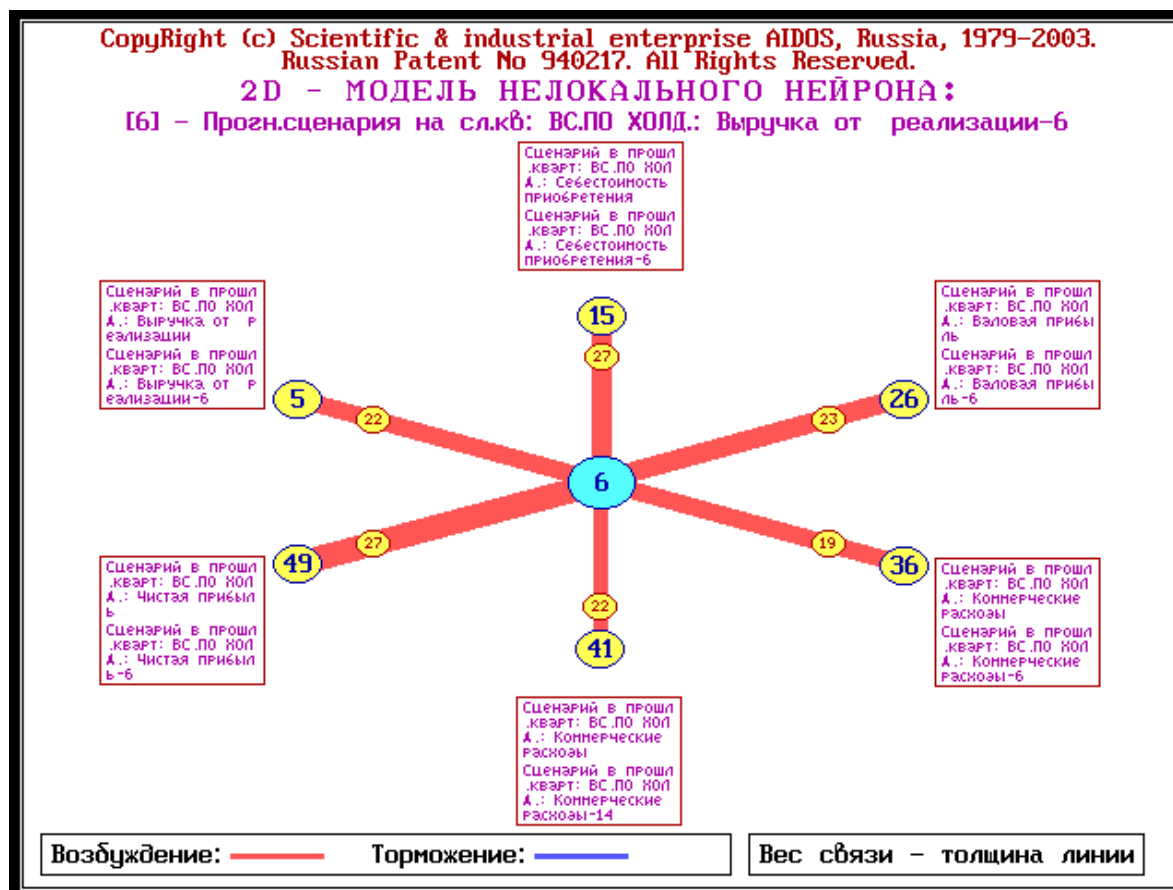 CopyRight (c) Scientific & industrial enterprise AIDOS, Russia, 1979-2003.
Russian Patent No 940217. All Rights Reserved.
2D - МОДЕЛЬ НЕЛОКАЛЬНОГО НЕЙРОНА:
[6] - Прогн.сценария на сл.кв: ВС.ПО ХОЛД.: Выручка от реализации-6
Сценарий в прошл
.кварт: ВС.ПО ХОЛ
Д.: Себестоимость
приобретения
Сценарий в прошл
.кварт: ВС.ПО ХОЛ
Д.: Себестоимость
приобретения-6
Сценарий в прошл
.кварт: ВС.ПО ХОЛ
Д.: Выручка от р
еализации
Сценарий в прошл
.кварт: ВС.ПО ХОЛ
Д.: Выручка от р
еализации-6
Сценарий в прошл
.кварт: ВС.ПО ХОЛ
Д.: Валовая прибы
ль
Сценарий в прошл
.кварт: ВС.ПО ХОЛ
Д.: Валовая прибы
ль-6
15
27
5
22
26
23
6
49
27
36
19
22
41
Сценарий в прошл
.кварт: ВС.ПО ХОЛ
Д.: Чистая прибыл
ь
Сценарий в прошл
.кварт: ВС.ПО ХОЛ
Д.: Чистая прибыл
ь-6
Сценарий в прошл
.кварт: ВС.ПО ХОЛ
Д.: Коммерческие
расходы
Сценарий в прошл
.кварт: ВС.ПО ХОЛ
Д.: Коммерческие
расходы-6
Сценарий в прошл
.кварт: ВС.ПО ХОЛ
Д.: Коммерческие
расходы
Сценарий в прошл
.кварт: ВС.ПО ХОЛ
Д.: Коммерческие
расходы-14
Возбуждение: Торможение:
Вес связи - толщина линии